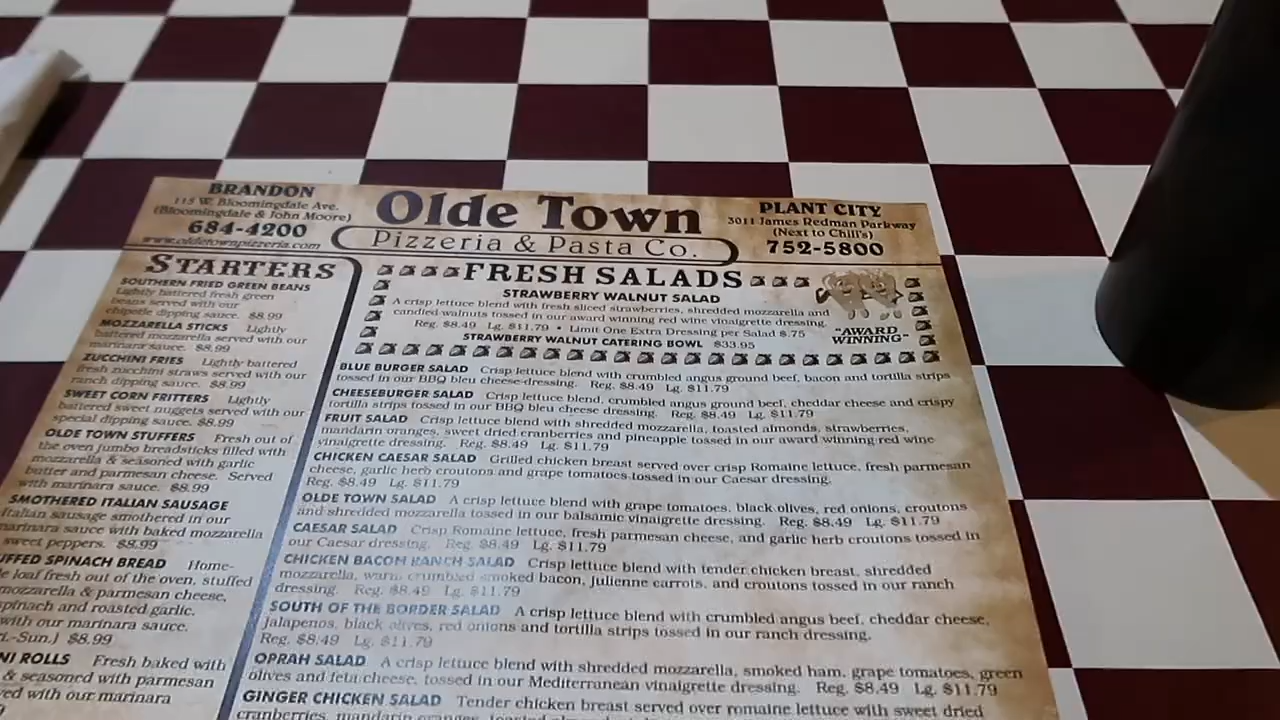 BRANDON
115 W. Bloomingdale Ave.
(Bloomingdale & John Moore)
684-4200
www.oldetownpizzeria.com
Olde Town
Pizzeria & Pasta Co.
PLANT CITY
3011 James Redman Parkway
(Next to Chili's)
752-5800
STARTERS
SOUTHERN FRIED GREEN BEANS
Lightly battered fresh green
beans served with our
chipotle dipping sauce. $8.99
MOZZARELLA STICKS Lightly
battered mozzarella served with our
marinara sauce. $8.99
ZUCCHINI FRIES Lightly battered
fresh zucchini straws served with our
ranch dipping sauce. $8.99
SWEET CORN FRITTERS Lightly
battered sweet nuggets served with our
special dipping sauce. $8.99
OLDE TOWN STUFFERS Fresh out of
the oven jumbo breadsticks filled with
mozzarella & seasoned with garlic
butter and parmesan cheese. Served
with marinara sauce. $8.99
SMOTHERED ITALIAN SAUSAGE
Italian sausage smothered in our
marinara sauce with baked mozzarella
sweet peppers. $8.99
UFFED SPINACH BREAD Home-
e loaf fresh out of the oven, stuffed
mozzarella & parmesan cheese,
spinach and roasted garlic.
with our marinara sauce.
ri.-Sun.) $8.99
NI ROLLS Fresh baked with
& seasoned with parmesan
ved with our marinara
FRESH SALADS
STRAWBERRY WALNUT SALAD
A crisp lettuce blend with fresh sliced strawberries, shredded mozzarella and
candied walnuts tossed in our award winning red wine vinaigrette dressing.
Reg. $8.49 Lg. $11.79 • Limit One Extra Dressing per Salad $.75
STRAWBERRY WALNUT CATERING BOWL $33.95
"AWARD
WINNING"
BLUE BURGER SALAD Crisp lettuce blend with crumbled angus ground beef, bacon and tortilla strips
tossed in our BBQ bleu cheese dressing. Reg. $8.49 Lg. $11.79
CHEESEBURGER SALAD Crisp lettuce blend, crumbled angus ground beef, cheddar cheese and crispy
tortilla strips tossed in our BBQ bleu cheese dressing. Reg. $8.49 Lg. $11.79
FRUIT SALAD Crisp lettuce blend with shredded mozzarella, toasted almonds, strawberries,
mandarin oranges, sweet dried cranberries and pineapple tossed in our award winning red wine
vinaigrette dressing. Reg. $8.49 Lg. $11.79
CHICKEN CAESAR SALAD Grilled chicken breast served over crisp Romaine lettuce, fresh parmesan
cheese, garlic herb croutons and grape tomatoes tossed in our Caesar dressing.
Reg. $8.49 Lg. $11.79
OLDE TOWN SALAD A crisp lettuce blend with grape tomatoes, black olives, red onions, croutons
and shredded mozzarella tossed in our balsamic vinaigrette dressing. Reg. $8.49 Lg. $11.79
CAESAR SALAD Crisp Romaine lettuce, fresh parmesan cheese, and garlic herb croutons tossed in
our Caesar dressing. Reg. $8.49 Lg. $11.79
CHICKEN BACON RANCH SALAD Crisp lettuce blend with tender chicken breast, shredded
mozzarella, warm crumbled smoked bacon, julienne carrots, and croutons tossed in our ranch
dressing. Reg. $8.49 Lg. $11.79
SOUTH OF THE BORDER SALAD A crisp lettuce blend with crumbled angus beef, cheddar cheese,
jalapenos, black olives, red onions and tortilla strips tossed in our ranch dressing.
Reg. $8.49 Lg. $11.79
OPRAH SALAD A crisp lettuce blend with shredded mozzarella, smoked ham, grape tomatoes, green
olives and feta cheese, tossed in our Mediterranean vinaigrette dressing. Reg. $8.49 Lg. $11.79
GINGER CHICKEN SALAD Tender chicken breast served over romaine lettuce with sweet dried
cranberries, mandarin oranges, toasted